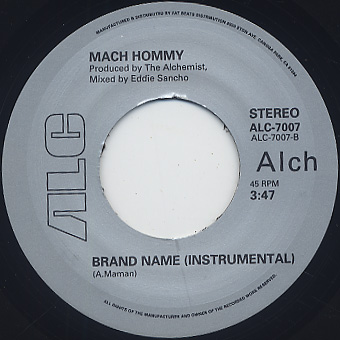 MANUFACTURED & DISTRIBUTED BY FAT BEATS DISTRIBUTION
MACH HOMMY
Produced by The Alchemist,
Mixed by Eddie Sancho
ALC
STEREO
ALC-7007
ALC-7007-B
Alch
45 RPM
3:47
BRAND NAME (INSTRUMENTAL)
(A.Maman)
ALL RIGHTS OF THE MANUFACTURERS AND OWNER OF THE RECORDED WORK RESERVED.